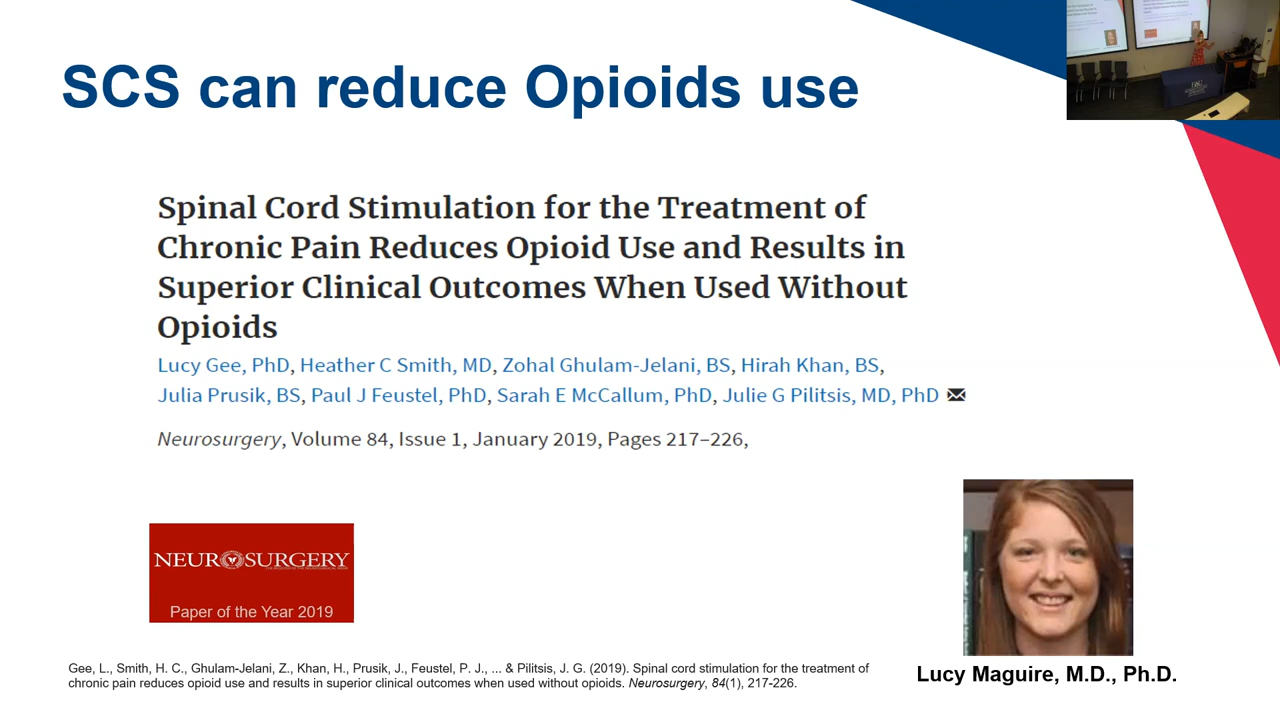 SCS can reduce Opioids use
Spinal Cord Stimulation for the Treatment of
Chronic Pain Reduces Opioid Use and Results in
Superior Clinical Outcomes When Used Without
Opioids
Lucy Gee, PhD, Heather C Smith, MD, Zohal Ghulam-Jelani, BS, Hirah Khan, BS,
Julia Prusik, BS, Paul J Feustel, PhD, Sarah E McCallum, PhD, Julie G Pilitsis, MD, PhD
Neurosurgery, Volume 84, Issue 1, January 2019, Pages 217–226,
NEUROSURGERY
Paper of the Year 2019
Lucy Maguire, M.D., Ph.D.
Gee, L., Smith, H. C., Ghulam-Jelani, Z., Khan, H., Prusik, J., Feustel, P. J., ... & Pilitsis, J. G. (2019). Spinal cord stimulation for the treatment of
chronic pain reduces opioid use and results in superior clinical outcomes when used without opioids. Neurosurgery, 84(1), 217-226.